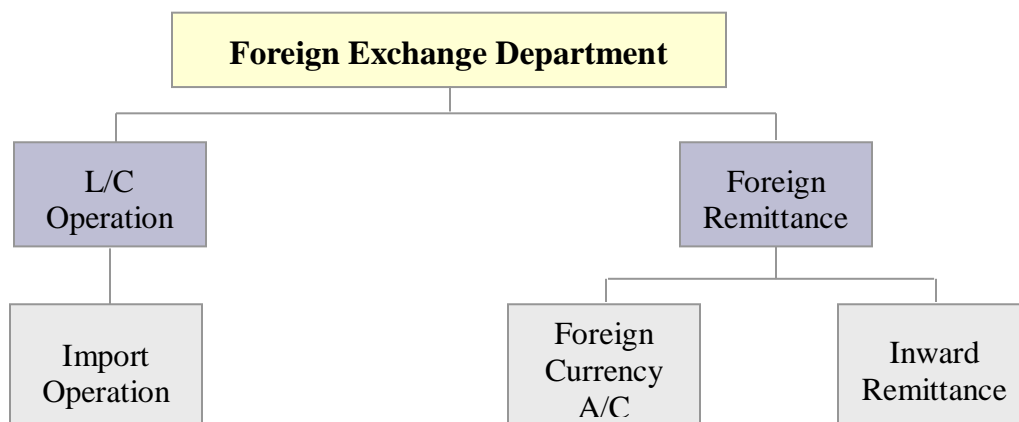 Foreign Exchange Department
L/C
Operation
Foreign
Remittance
Import
Operation
Foreign
Currency
A/C
Inward
Remittance